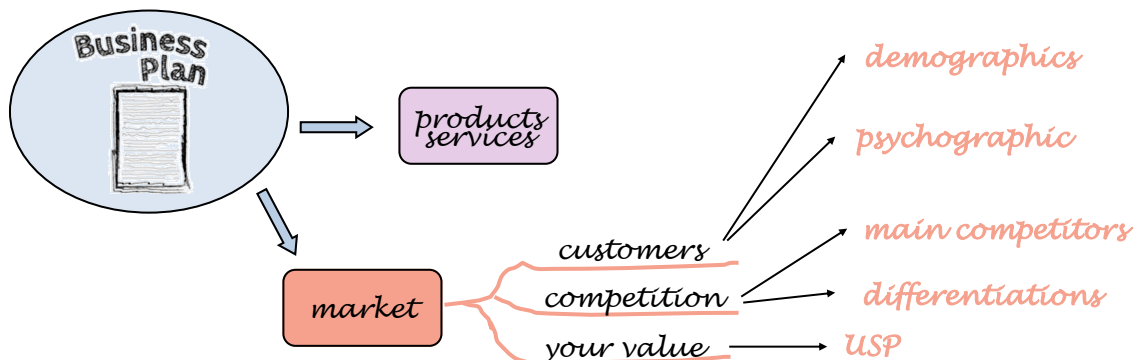 Business
Plan
products
services
market
customers
competition
your value
demographics
psychographic
main competitors
differentiations
USP